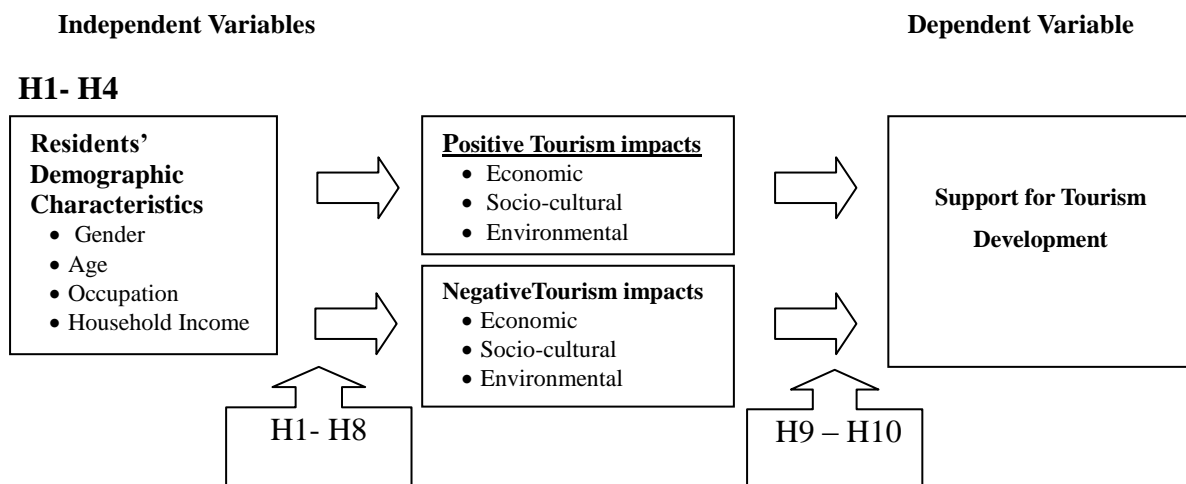 Independent Variables
Dependent Variable
H1- H4
Residents’
Demographic
Characteristics
• Gender
• Age
• Occupation
• Household Income
Positive Tourism impacts
• Economic
• Socio-cultural
• Environmental
NegativeTourism impacts
• Economic
• Socio-cultural
• Environmental
Support for Tourism
Development
H1- H8
H9 – H10